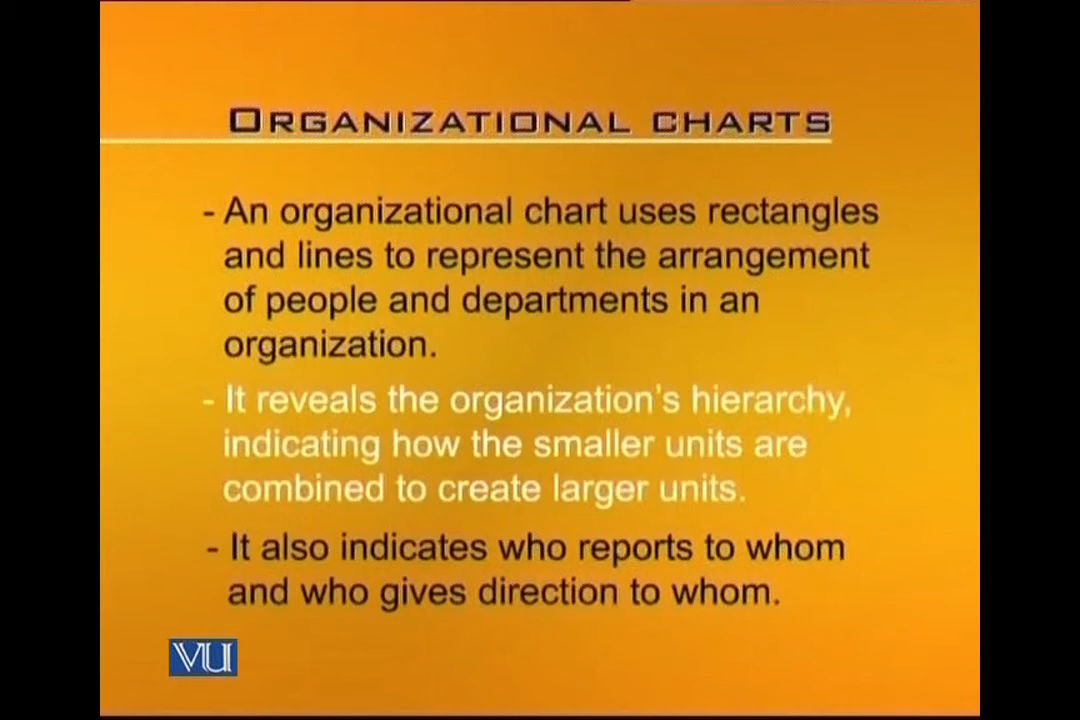 ORGANIZATIONAL CHARTS
- An organizational chart uses rectangles
and lines to represent the arrangement
of people and departments in an
organization.
- It reveals the organization's hierarchy,
indicating how the smaller units are
combined to create larger units.
- It also indicates who reports to whom
and who gives direction to whom.
VU